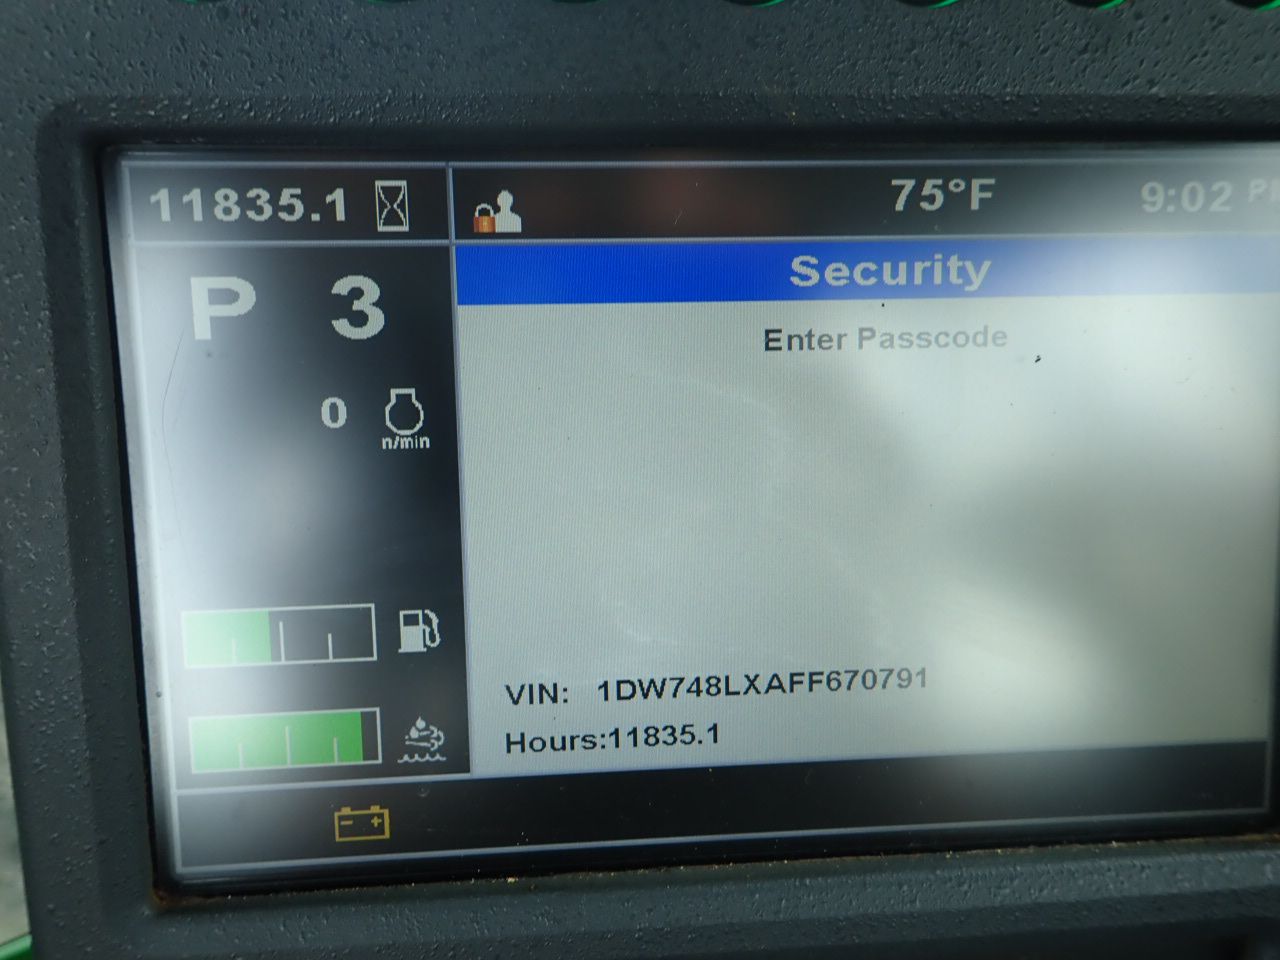 11835.1
75°F
9:02
P 3
Security
Enter Passcode
0
n/min
VIN: 1DW748LXAFF670791
Hours:11835.1